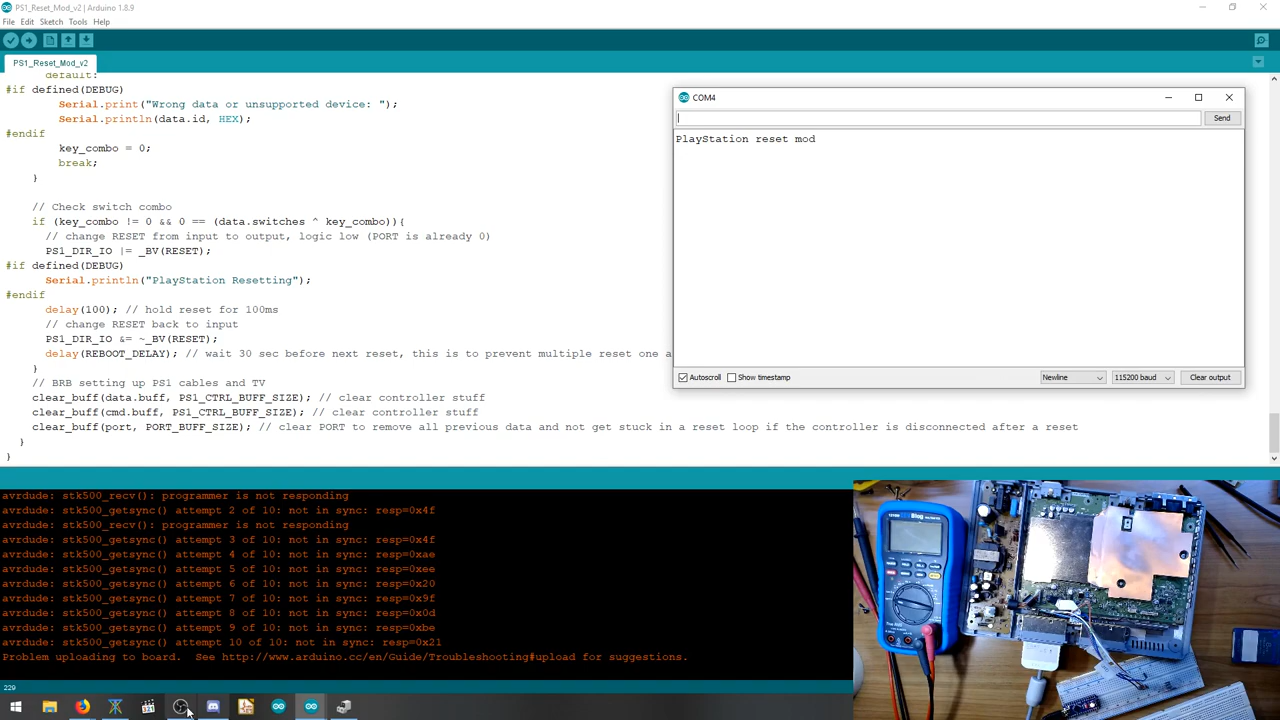 PS1_Reset_Mod_v2 | Arduino 1.8.9
File Edit Sketch Tools Help
PS1_Reset_Mod_v2
default:
#if defined(DEBUG)
Serial.print("Wrong data or unsupported device: ");
Serial.println(data.id, HEX);
#endif
key_combo = 0;
break;
}
// Check switch combo
if (key_combo != 0 && 0 == (data.switches ^ key_combo)){
// change RESET from input to output, logic low (PORT is already 0)
PS1_DIR_IO |= _BV(RESET);
#if defined(DEBUG)
Serial.println("PlayStation Resetting");
#endif
delay(100); // hold reset for 100ms
// change RESET back to input
PS1_DIR_IO &= ~_BV(RESET);
delay(REBOOT_DELAY); // wait 30 sec before next reset, this is to prevent multiple reset one a
}
// BRB setting up PS1 cables and TV
clear_buff(data.buff, PS1_CTRL_BUFF_SIZE); // clear controller stuff
clear_buff(cmd.buff, PS1_CTRL_BUFF_SIZE); // clear controller stuff
clear_buff(port, PORT_BUFF_SIZE); // clear PORT to remove all previous data and not get stuck in a reset loop if the controller is disconnected after a reset
}
}
COM4
Send
PlayStation reset mod
Autoscroll Show timestamp Newline 115200 baud Clear output
avrdude: stk500_recv(): programmer is not responding
avrdude: stk500_getsync() attempt 2 of 10: not in sync: resp=0x4f
avrdude: stk500_recv(): programmer is not responding
avrdude: stk500_getsync() attempt 3 of 10: not in sync: resp=0x4f
avrdude: stk500_getsync() attempt 4 of 10: not in sync: resp=0xae
avrdude: stk500_getsync() attempt 5 of 10: not in sync: resp=0xee
avrdude: stk500_getsync() attempt 6 of 10: not in sync: resp=0x20
avrdude: stk500_getsync() attempt 7 of 10: not in sync: resp=0x9f
avrdude: stk500_getsync() attempt 8 of 10: not in sync: resp=0x0d
avrdude: stk500_getsync() attempt 9 of 10: not in sync: resp=0xbe
avrdude: stk500_getsync() attempt 10 of 10: not in sync: resp=0x21
Problem uploading to board. See http://www.arduino.cc/en/Guide/Troubleshooting#upload for suggestions.
229
Blog